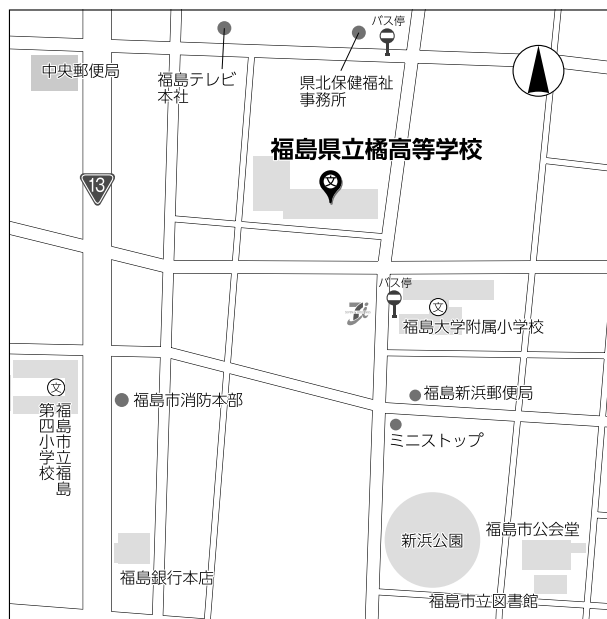 バス停
中央郵便局
福島テレビ
本社
県北保健福祉
事務所
福島県立橘高等学校
文
13
バス停
文
福島大学附属小学校
文
福島市立福島
第四小学校
福島市消防本部
福島新浜郵便局
ミニストップ
新浜公園
福島市公会堂
福島銀行本店
福島市立図書館